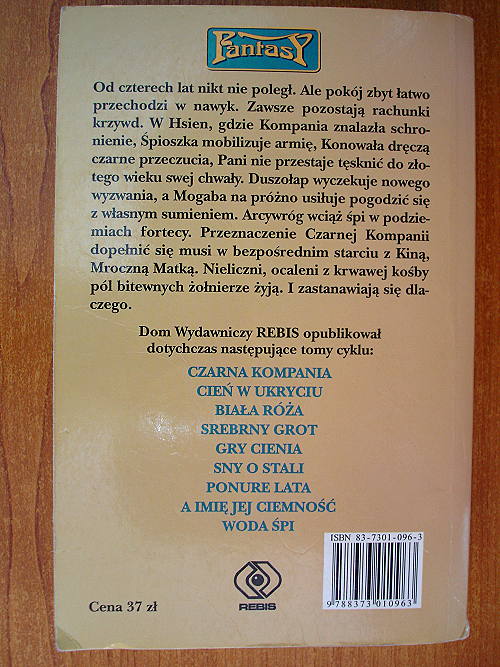 Fantasy
Od czterech lat nikt nie poległ. Ale pokój zbyt łatwo
przechodzi w nawyk. Zawsze pozostają rachunki
krzywd. W Hsien, gdzie Kompania znalazła schro-
nienie, Śpioszka mobilizuje armię, Konowała dręczą
czarne przeczucia, Pani nie przestaje tęsknić do zło-
tego wieku swej chwały. Duszołap wyczekuje nowego
wyzwania, a Mogaba na próżno usiłuje pogodzić się
z własnym sumieniem. Arcywróg wciąż śpi w podzie-
miach fortecy. Przeznaczenie Czarnej Kompanii
dopełnić się musi w bezpośrednim starciu z Kiną,
Mroczną Matką. Nieliczni, ocaleni z krwawej kośby
pól bitewnych żołnierze żyją. I zastanawiają się dla-
czego.
Dom Wydawniczy REBIS opublikował
dotychczas następujące tomy cyklu:
CZARNA KOMPANIA
CIEŃ W UKRYCIU
BIAŁA RÓŻA
SREBRNY GROT
GRY CIENIA
SNY O STALI
PONURE LATA
A IMIĘ JEJ CIEMNOŚĆ
WODA ŚPI
ISBN 83-7301-096-3
9 788373 010963
REBIS
Cena 37 zł